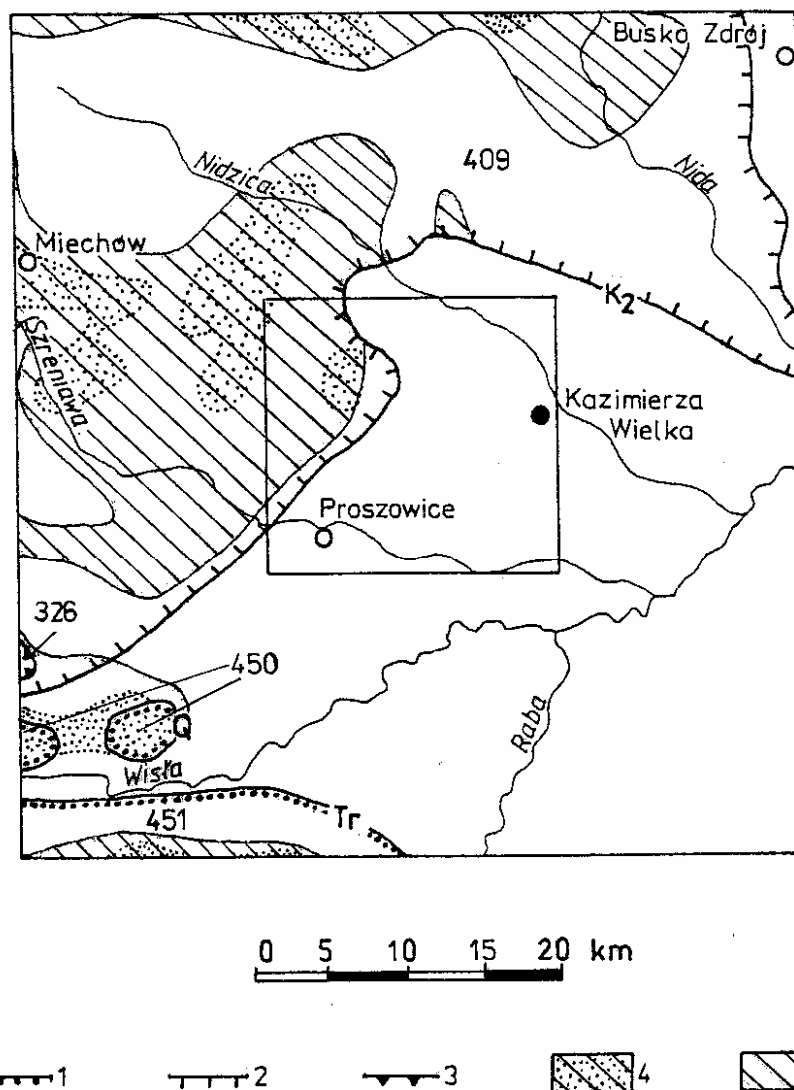 Busko Zdrój
Nidzica
409
Nida
Miechów
K2
Szreniawa
Kazimierza
Wielka
Proszowice
326
450
Q
Raba
Wisła
451
Tr
0 5 10 15 20 km
1 2 3 4